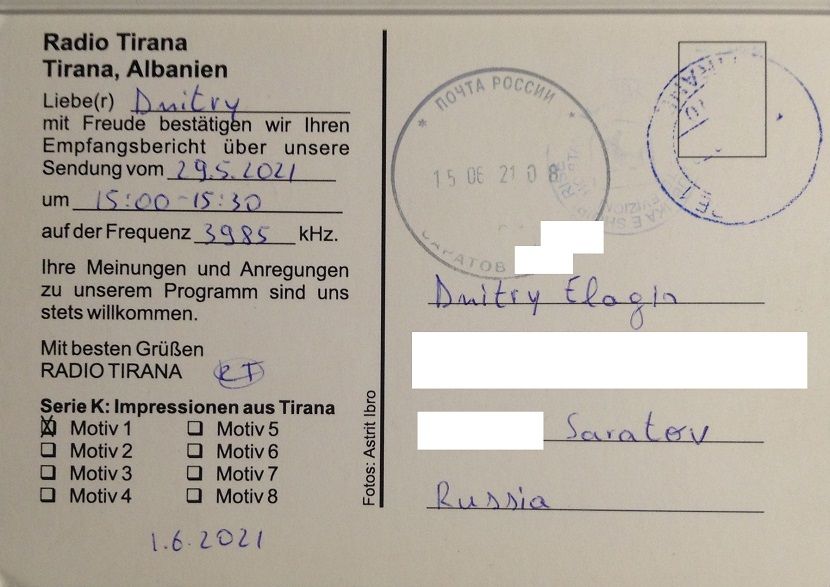 Radio Tirana
Tirana, Albanien
Liebe(r) Dmitry
mit Freude bestätigen wir Ihren
Empfangsbericht über unsere
Sendung vom 29.5.2021
um 15:00-15:30
auf der Frequenz 3985 kHz.
Ihre Meinungen und Anregungen
zu unserem Programm sind uns
stets willkommen.
Mit besten Grüßen
RADIO TIRANA RT
Serie K: Impressionen aus Tirana
X Motiv 1
Motiv 2
Motiv 3
Motiv 4
Motiv 5
Motiv 6
Motiv 7
Motiv 8
1.6.2021
Fotos: Astrit Ibro
ПОЧТА РОССИИ
15 06 21 0 8
САРАТОВ
Dmitry Elagin
Saratov
Russia